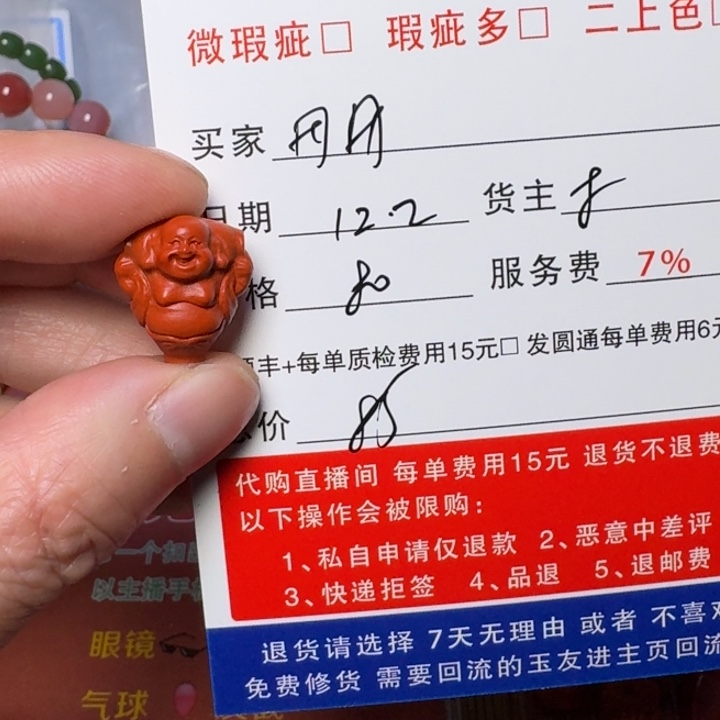 微瑕疵□ 瑕疵多□ 二上色□
买家 丹丹
日期 12.2 货主
格 80 服务费 7%
丰+每单质检费用15元□ 发圆通每单费用6元
价 85
代购直播间 每单费用15元 退货不退费
以下操作会被限购：
1、私自申请仅退款 2、恶意中差评
3、快递拒签 4、品退 5、退邮费
退货请选择 7天无理由 或者 不喜欢
免费修货 需要回流的玉友进主页回流
一个
以主播手
眼镜
气球